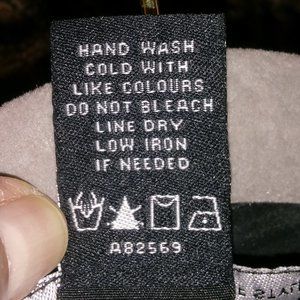 HAND WASH
COLD WITH
LIKE COLOURS
DO NOT BLEACH
LINE DRY
LOW IRON
IF NEEDED
A82569